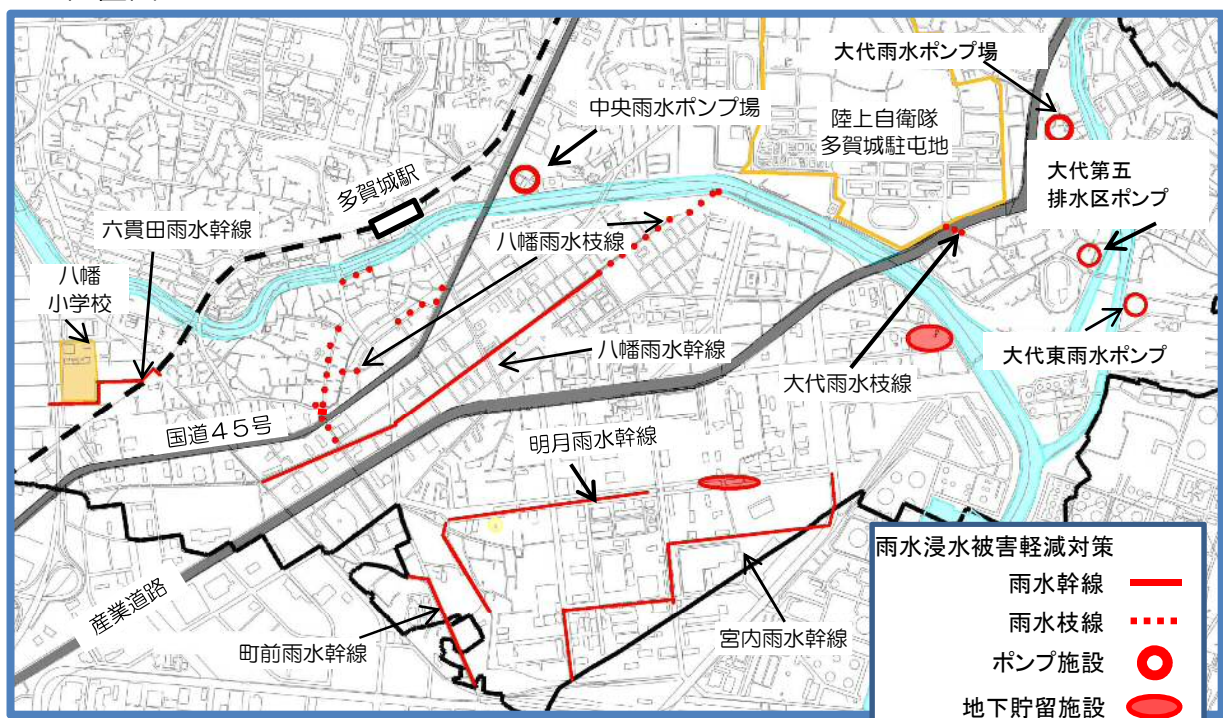 大代雨水ポンプ場
中央雨水ポンプ場
陸上自衛隊
多賀城駐屯地
大代第五
排水区ポンプ
多賀城駅
六貫田雨水幹線
八幡雨水枝線
八幡
小学校
八幡雨水幹線
大代雨水枝線
大代東雨水ポンプ
国道45号
明月雨水幹線
産業道路
町前雨水幹線
宮内雨水幹線
雨水浸水被害軽減対策
雨水幹線
雨水枝線
ポンプ施設
地下貯留施設